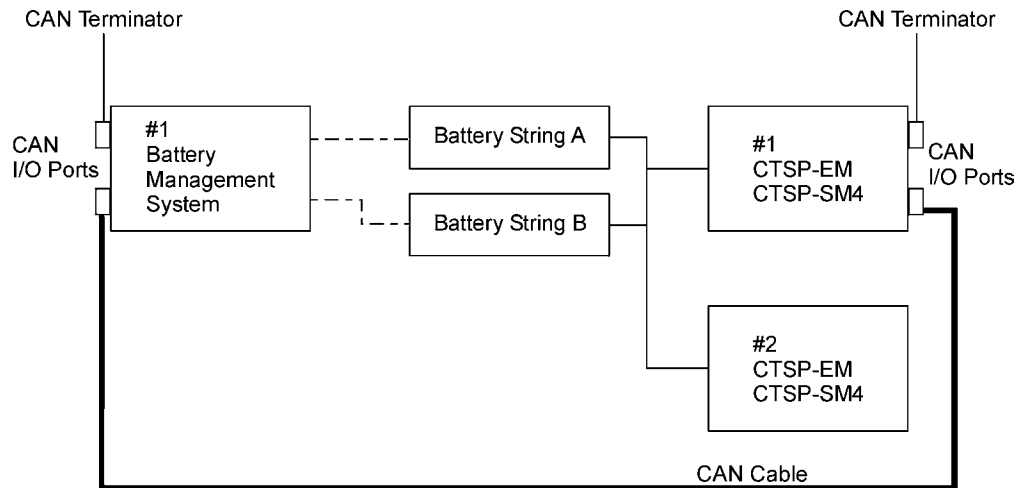 CAN Terminator
CAN Terminator
CAN
I/O Ports
#1
Battery
Management
System
Battery String A
Battery String B
#1
CTSP-EM
CTSP-SM4
CAN
I/O Ports
#2
CTSP-EM
CTSP-SM4
CAN Cable